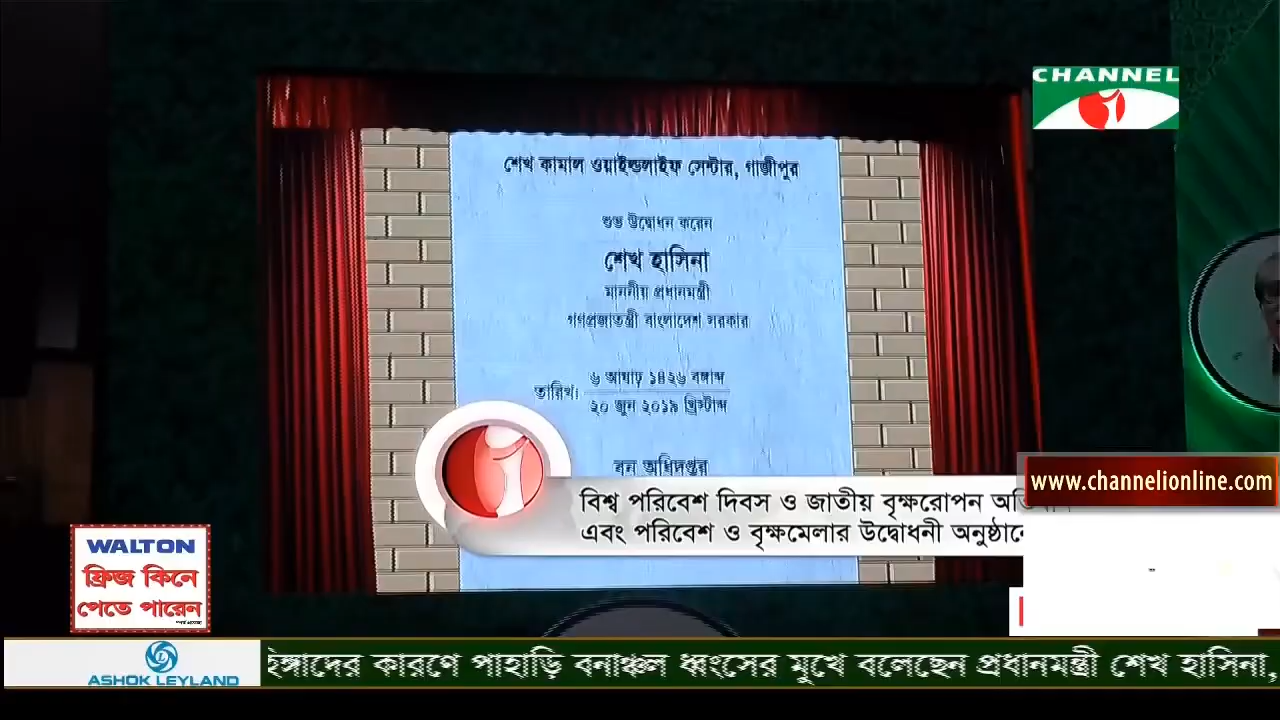 CHANNEL
শেখ কামাল ওয়াইল্ডলাইফ সেন্টার, গাজীপুর
শুভ উদ্বোধন করেন
শেখ হাসিনা
মাননীয় প্রধানমন্ত্রী
গণপ্রজাতন্ত্রী বাংলাদেশ সরকার
তারিখ: ৬ আষাঢ় ১৪২৬ বঙ্গাব্দ
২০ জুন ২০১৯ খ্রিস্টাব্দ
বন অধিদপ্তর
www.channelionline.com
বিশ্ব পরিবেশ দিবস ও জাতীয় বৃক্ষরোপন
এবং পরিবেশ ও বৃক্ষমেলার উদ্বোধনী অনুষ্ঠানে
WALTON
ফ্রিজ কিনে
পেতে পারেন
ASHOK LEYLAND
হিঙ্গাদের কারণে পাহাড়ি বনাঞ্চল ধ্বংসের মুখে বলেছেন প্রধানমন্ত্রী শেখ হাসিনা,